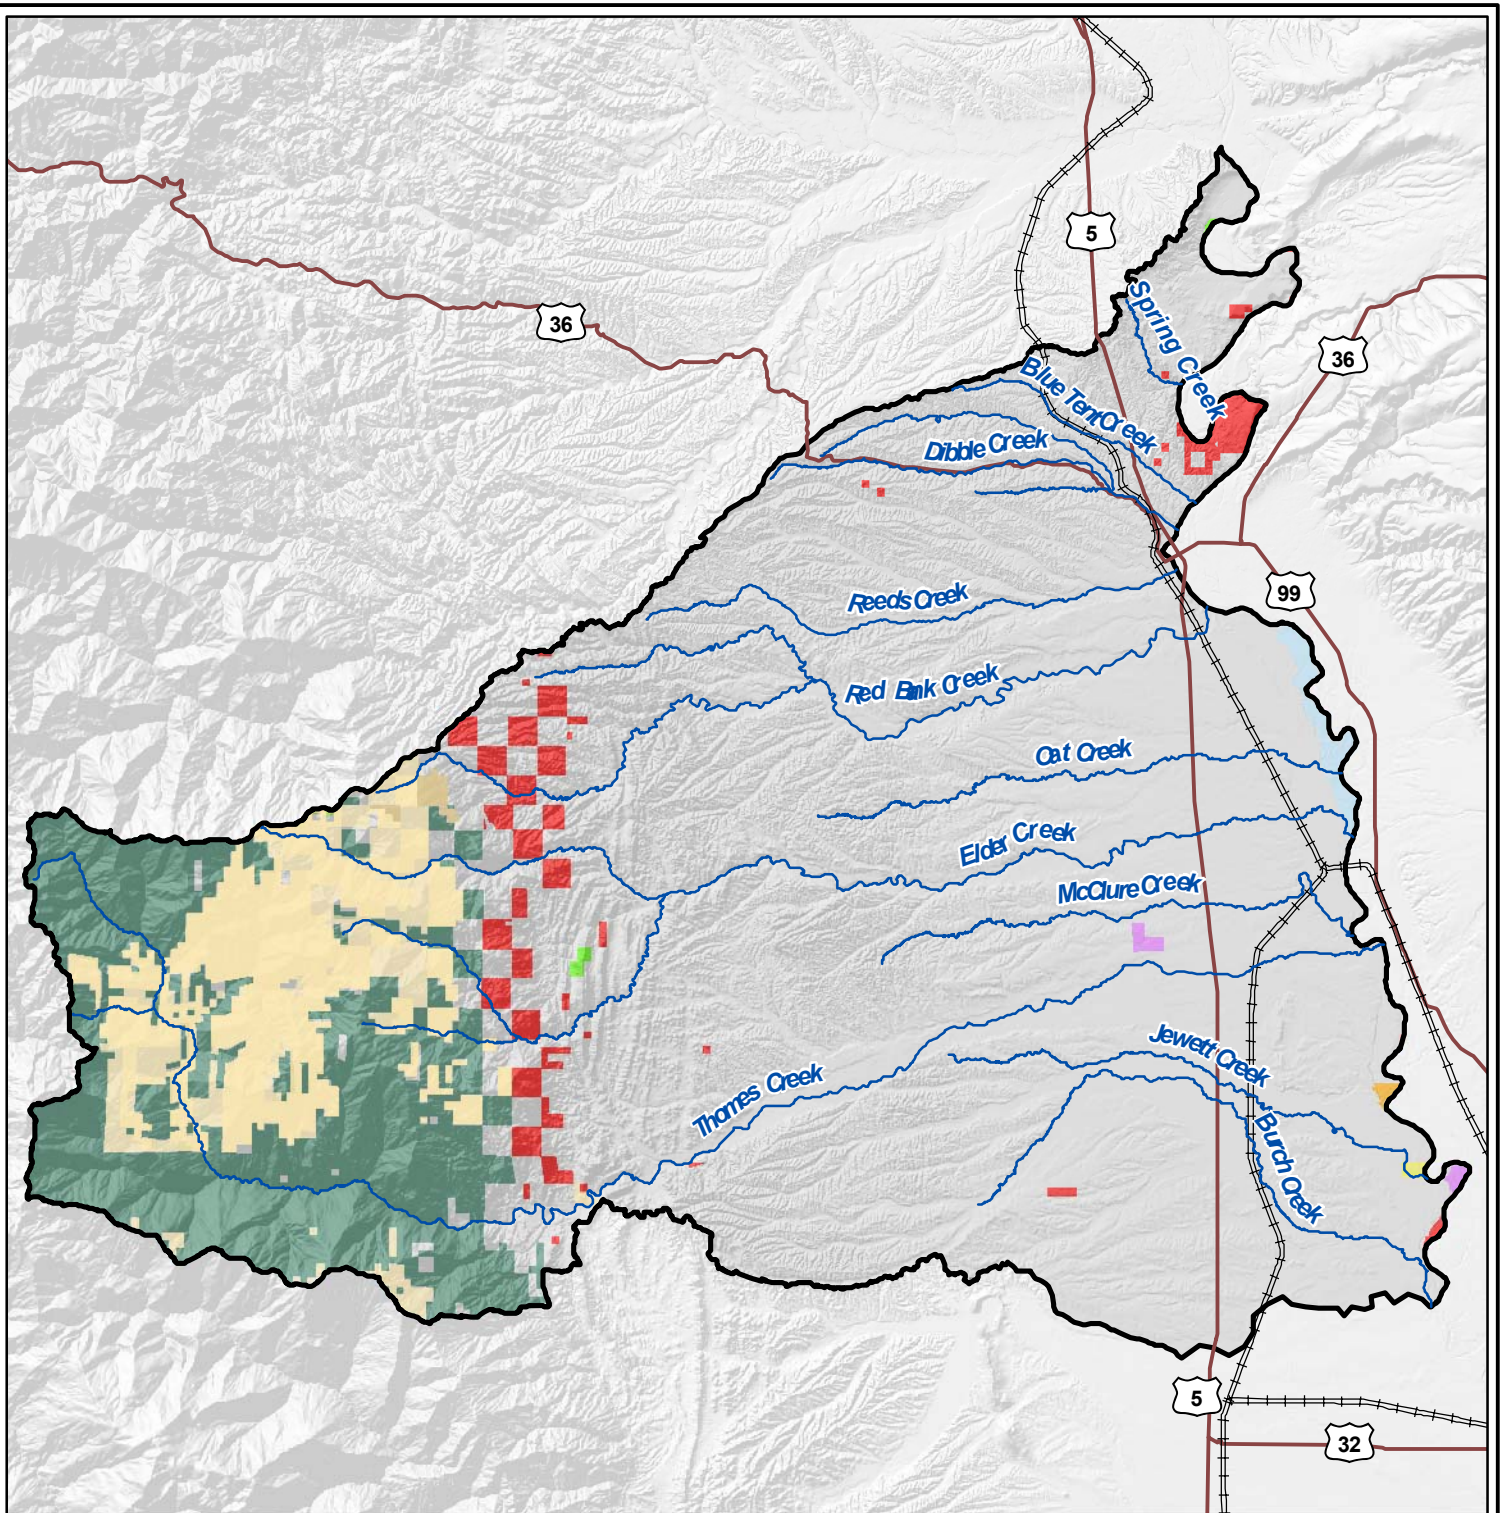 5
36
Spring Creek
36
Blue Tent Creek
Dibble Creek
99
Reeds Creek
Red Bank Creek
Oat Creek
Elder Creek
McClure Creek
Jewett Creek
Thomes Creek
Burch Creek
5
32